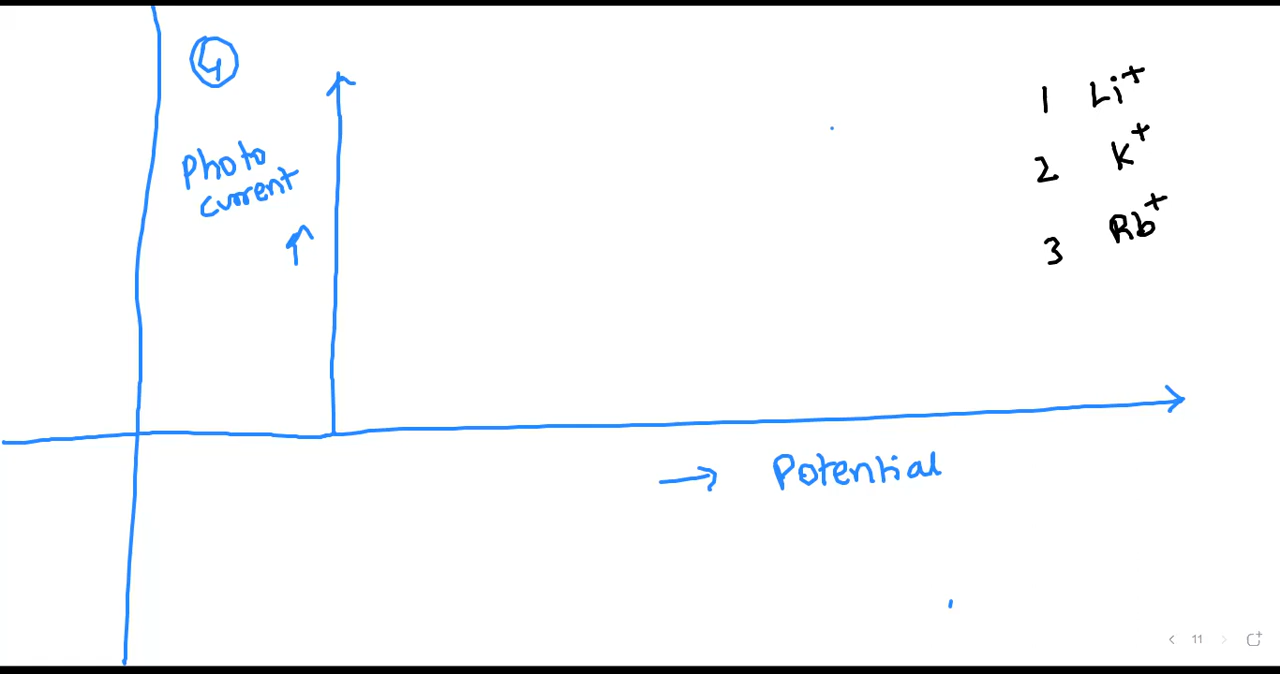 4
Photo
current
↑
→ Potential
1 Li⁺
2 K⁺
3 Rb⁺
< 11 >